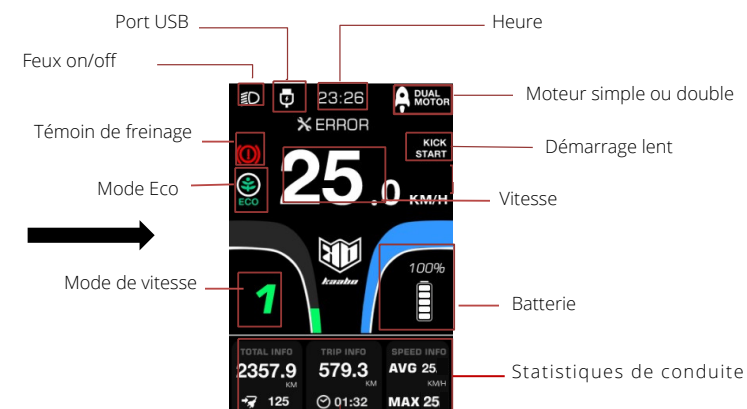 Port USB
Heure
Feux on/off
23:26
DUAL
MOTOR
Moteur simple ou double
ERROR
Témoin de freinage
KICK
START
Démarrage lent
25.0 KM/H
Mode Eco
ECO
Vitesse
kaabo
100%
Mode de vitesse
1
Batterie
TOTAL INFO
TRIP INFO
SPEED INFO
2357.9
KM
579.3
KM
AVG 25
KM/H
Statistiques de conduite
125
01:32
MAX 25